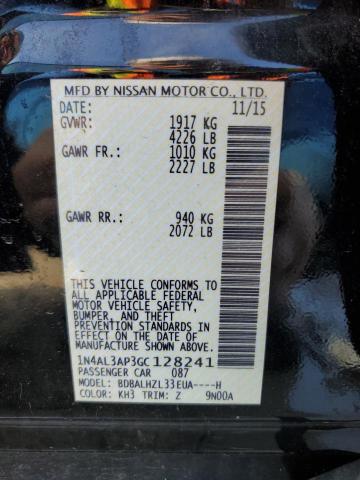 MFD BY NISSAN MOTOR CO., LTD.
DATE: 11/15
GVWR: 1917 KG
4226 LB
GAWR FR.: 1010 KG
2227 LB
GAWR RR.: 940 KG
2072 LB
THIS VEHICLE CONFORMS TO
ALL APPLICABLE FEDERAL
MOTOR VEHICLE SAFETY,
BUMPER, AND THEFT
PREVENTION STANDARDS IN
EFFECT ON THE DATE OF
MANUFACTURE SHOWN ABOVE.
1N4AL3AP3GC128241
PASSENGER CAR 087
MODEL: BDBALHZL33EUA----H
COLOR: KH3 TRIM: Z 9N00A